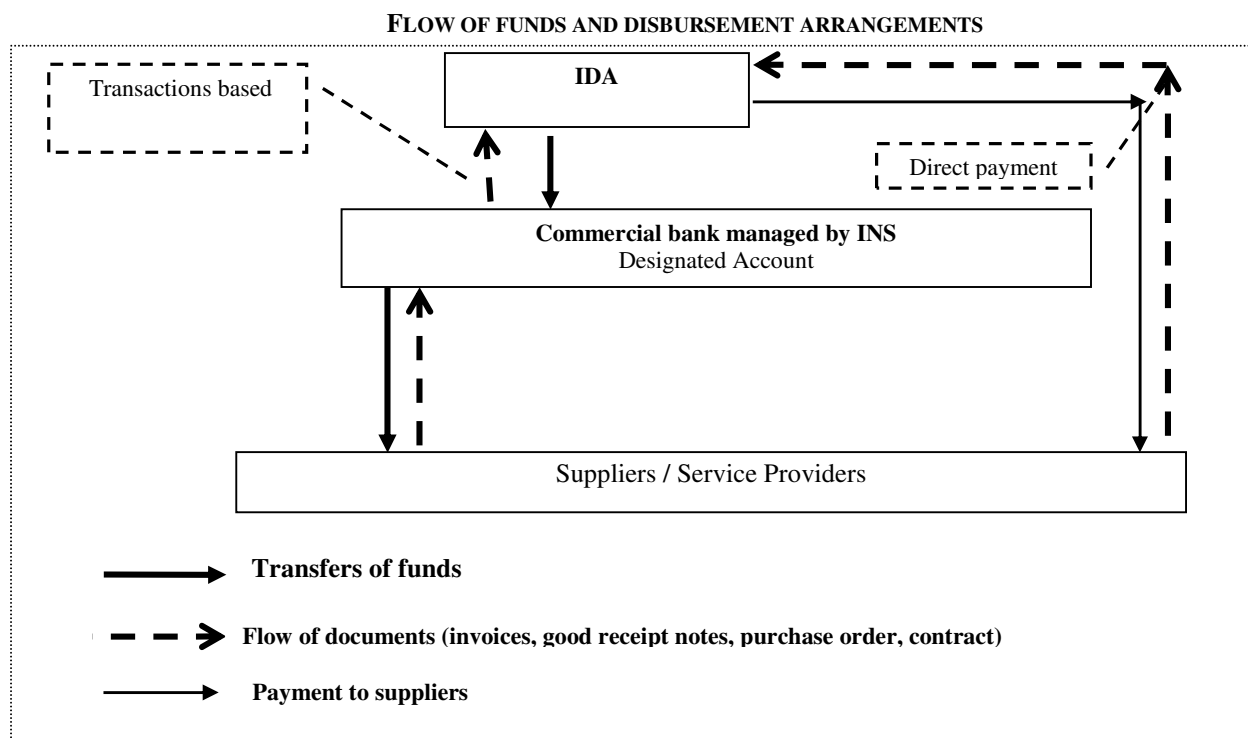 FLOW OF FUNDS AND DISBURSEMENT ARRANGEMENTS
IDA
Transactions based
Direct payment
Commercial bank managed by INS
Designated Account
Suppliers / Service Providers
Transfers of funds
Flow of documents (invoices, good receipt notes, purchase order, contract)
Payment to suppliers